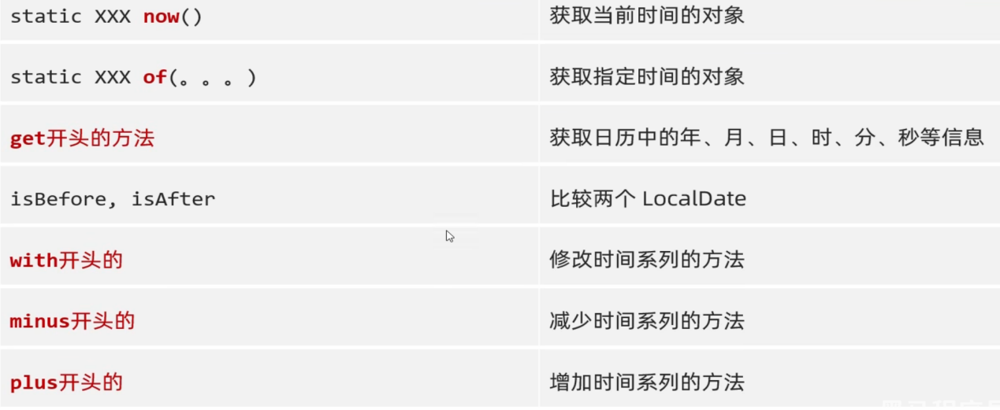 static XXX now() 获取当前时间的对象
static XXX of(。。。) 获取指定时间的对象
get开头的方法 获取日历中的年、月、日、时、分、秒等信息
isBefore, isAfter 比较两个 LocalDate
with开头的 修改时间系列的方法
minus开头的 减少时间系列的方法
plus开头的 增加时间系列的方法